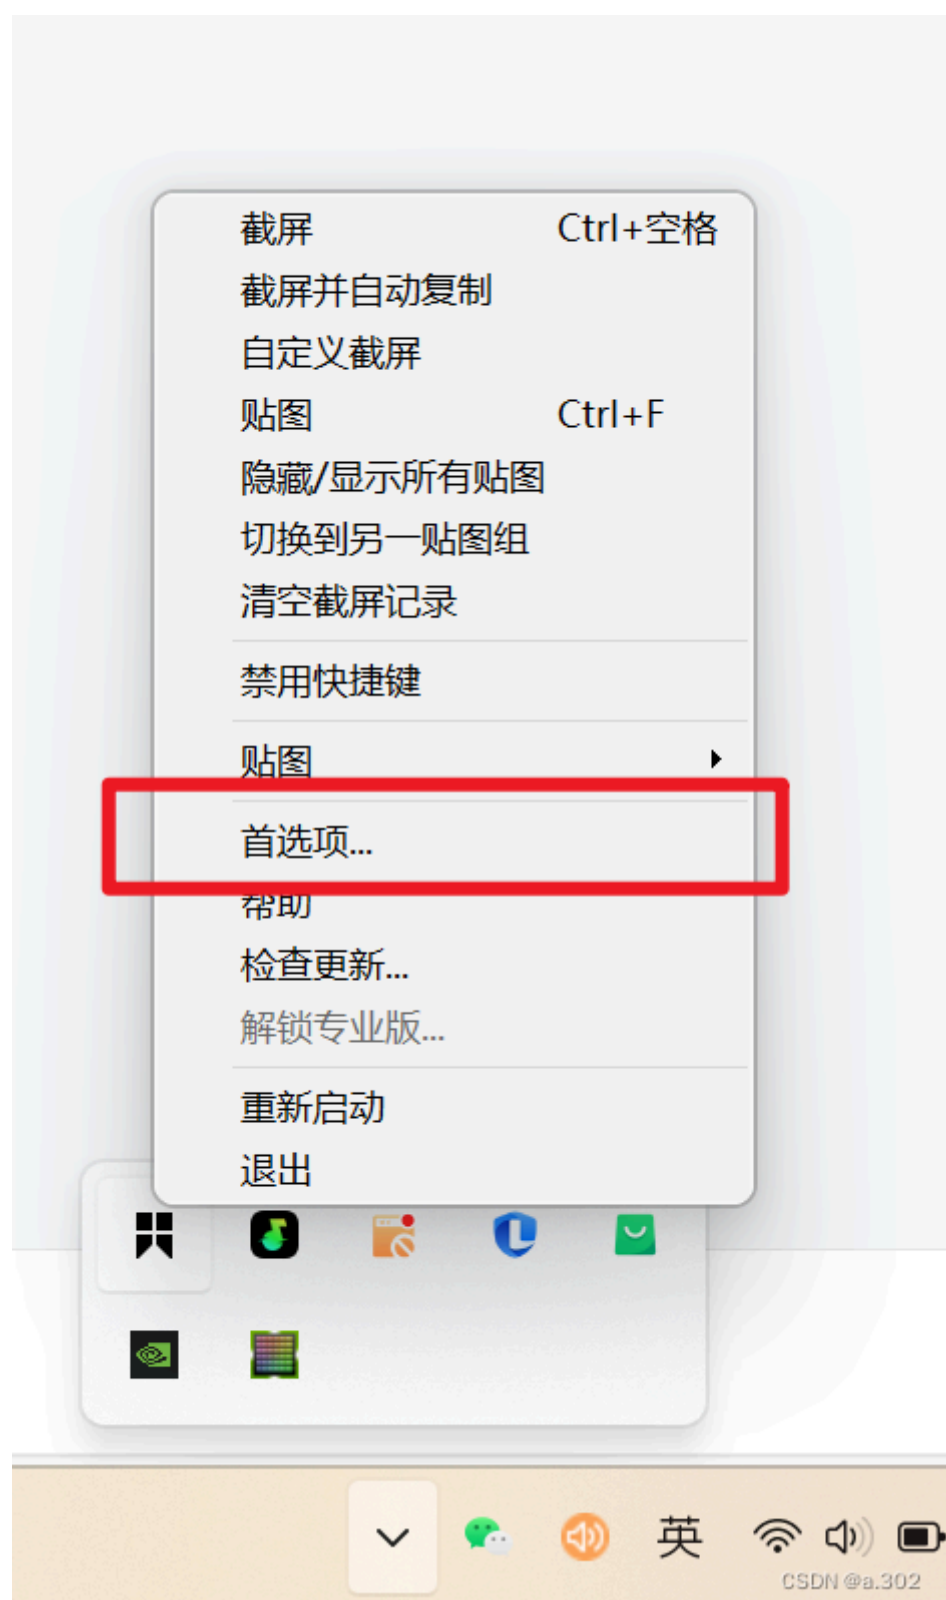 截屏 Ctrl+空格
截屏并自动复制
自定义截屏
贴图 Ctrl+F
隐藏/显示所有贴图
切换到另一贴图组
清空截屏记录
禁用快捷键
贴图
首选项...
帮助
检查更新...
解锁专业版...
重新启动
退出
英
CSDN @a.302